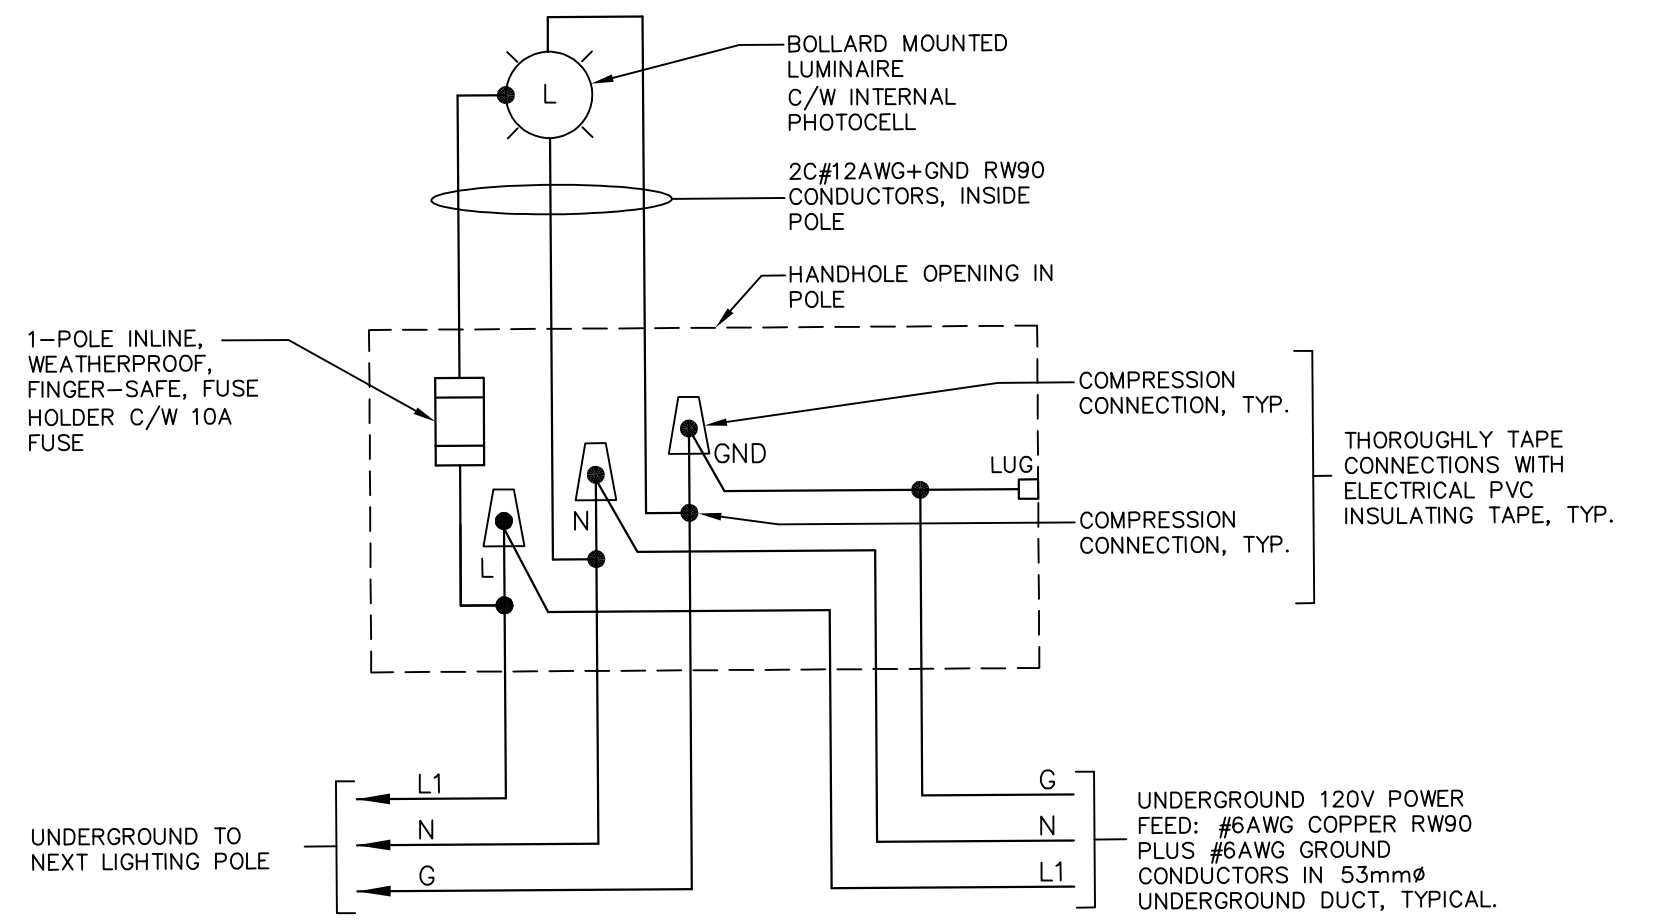 BOLLARD MOUNTED
LUMINAIRE
C/W INTERNAL
PHOTOCELL
L
2C#12AWG+GND RW90
CONDUCTORS, INSIDE
POLE
HANDHOLE OPENING IN
POLE
1-POLE INLINE,
WEATHERPROOF,
FINGER-SAFE, FUSE
HOLDER C/W 10A
FUSE
COMPRESSION
CONNECTION, TYP.
GND
LUG
THOROUGHLY TAPE
CONNECTIONS WITH
ELECTRICAL PVC
INSULATING TAPE, TYP.
N
COMPRESSION
CONNECTION, TYP.
L
L1
N
G
UNDERGROUND TO
NEXT LIGHTING POLE
G
N
L1
UNDERGROUND 120V POWER
FEED: #6AWG COPPER RW90
PLUS #6AWG GROUND
CONDUCTORS IN 53mmø
UNDERGROUND DUCT, TYPICAL.